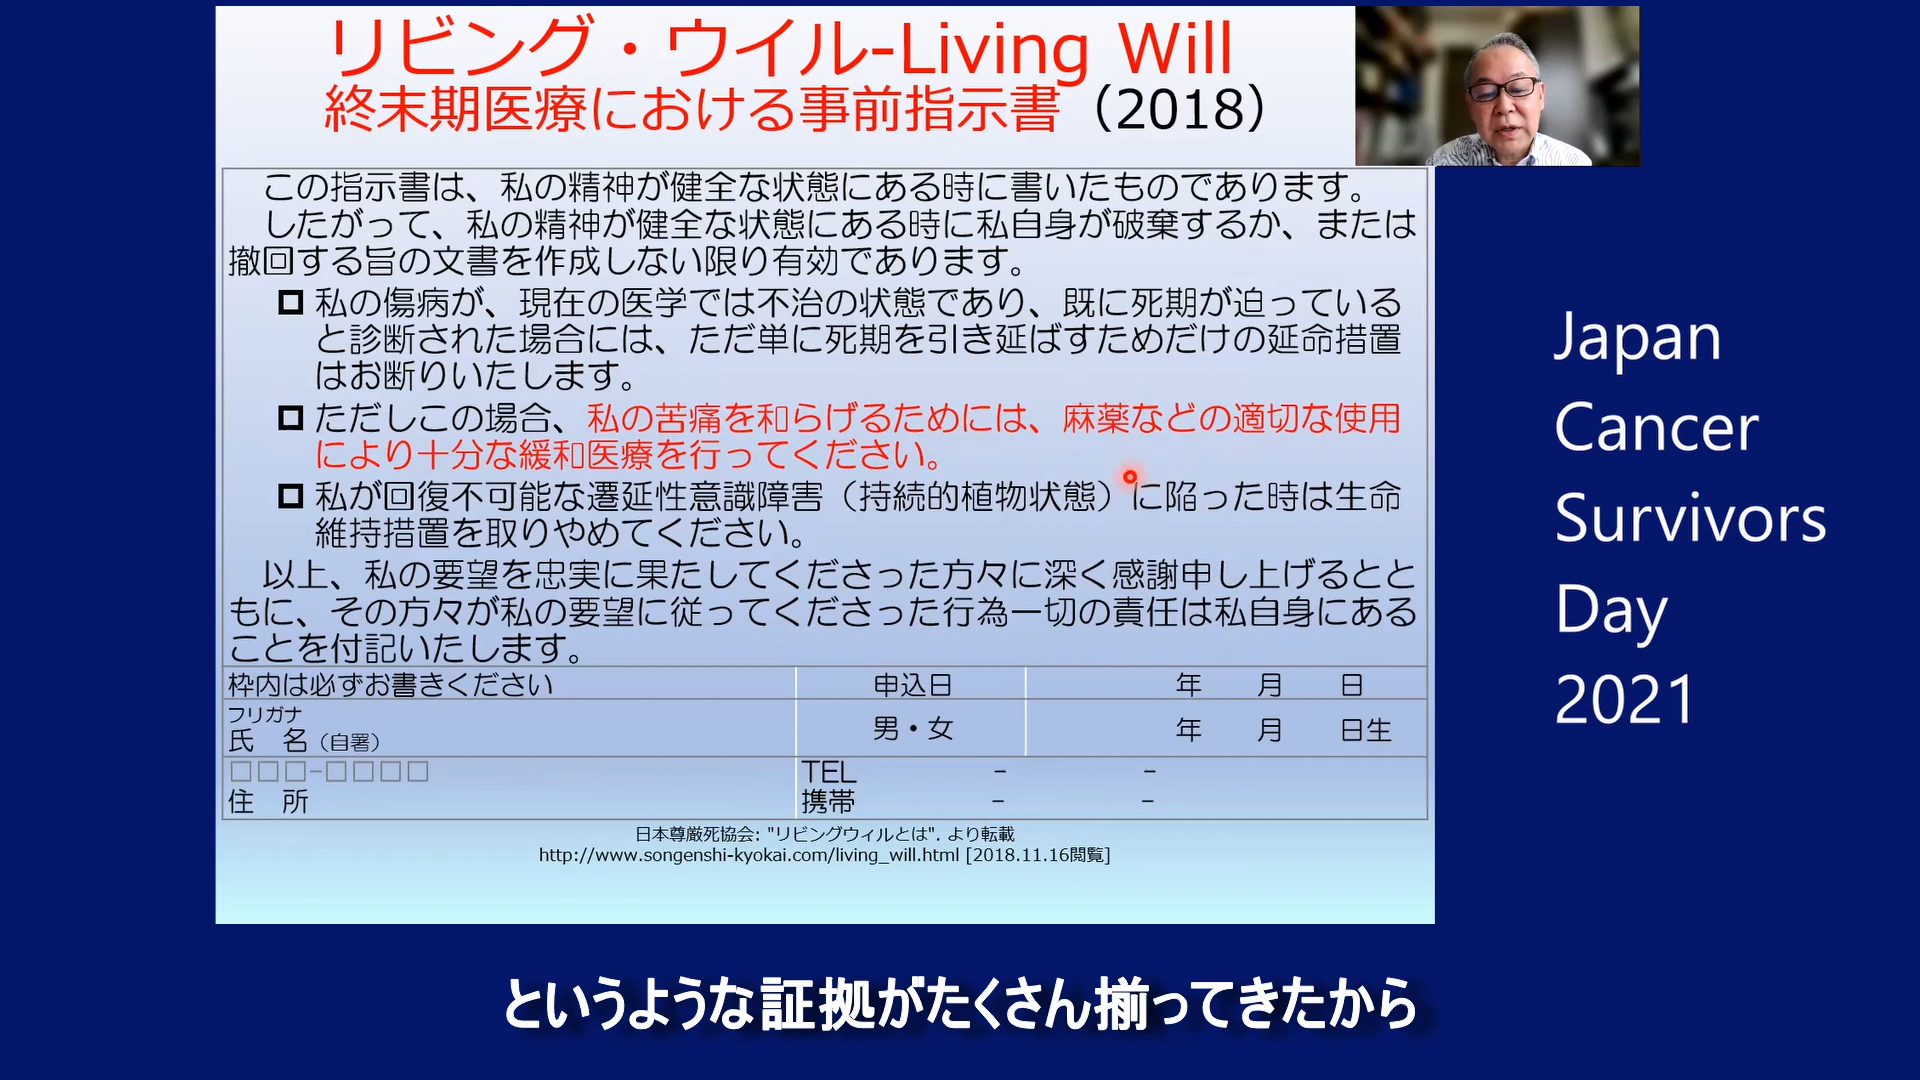 リビング・ウイル-Living Will
終末期医療における事前指示書（2018）
この指示書は、私の精神が健全な状態にある時に書いたものであります。
したがって、私の精神が健全な状態にある時に私自身が破棄するか、または
撤回する旨の文書を作成しない限り有効であります。
私の傷病が、現在の医学では不治の状態であり、既に死期が迫っている
と診断された場合には、ただ単に死期を引き延ばすためだけの延命措置
はお断りいたします。
ただしこの場合、私の苦痛を和らげるためには、麻薬などの適切な使用
により十分な緩和医療を行ってください。
私が回復不可能な遷延性意識障害（持続的植物状態）に陥った時は生命
維持措置を取りやめてください。
以上、私の要望を忠実に果たしてくださった方々に深く感謝申し上げるとと
もに、その方々が私の要望に従ってくださった行為一切の責任は私自身にある
ことを付記いたします。
枠内は必ずお書きください 申込日 年 月 日
フリガナ
氏 名（自署） 男・女 年 月 日生
□□□-□□□□ TEL - -
住 所 携帯 - -
日本尊厳死協会: "リビングウィルとは". より転載
http://www.songenshi-kyokai.com/living_will.html [2018.11.16閲覧]
Japan
Cancer
Survivors
Day
2021
というような証拠がたくさん揃ってきたから